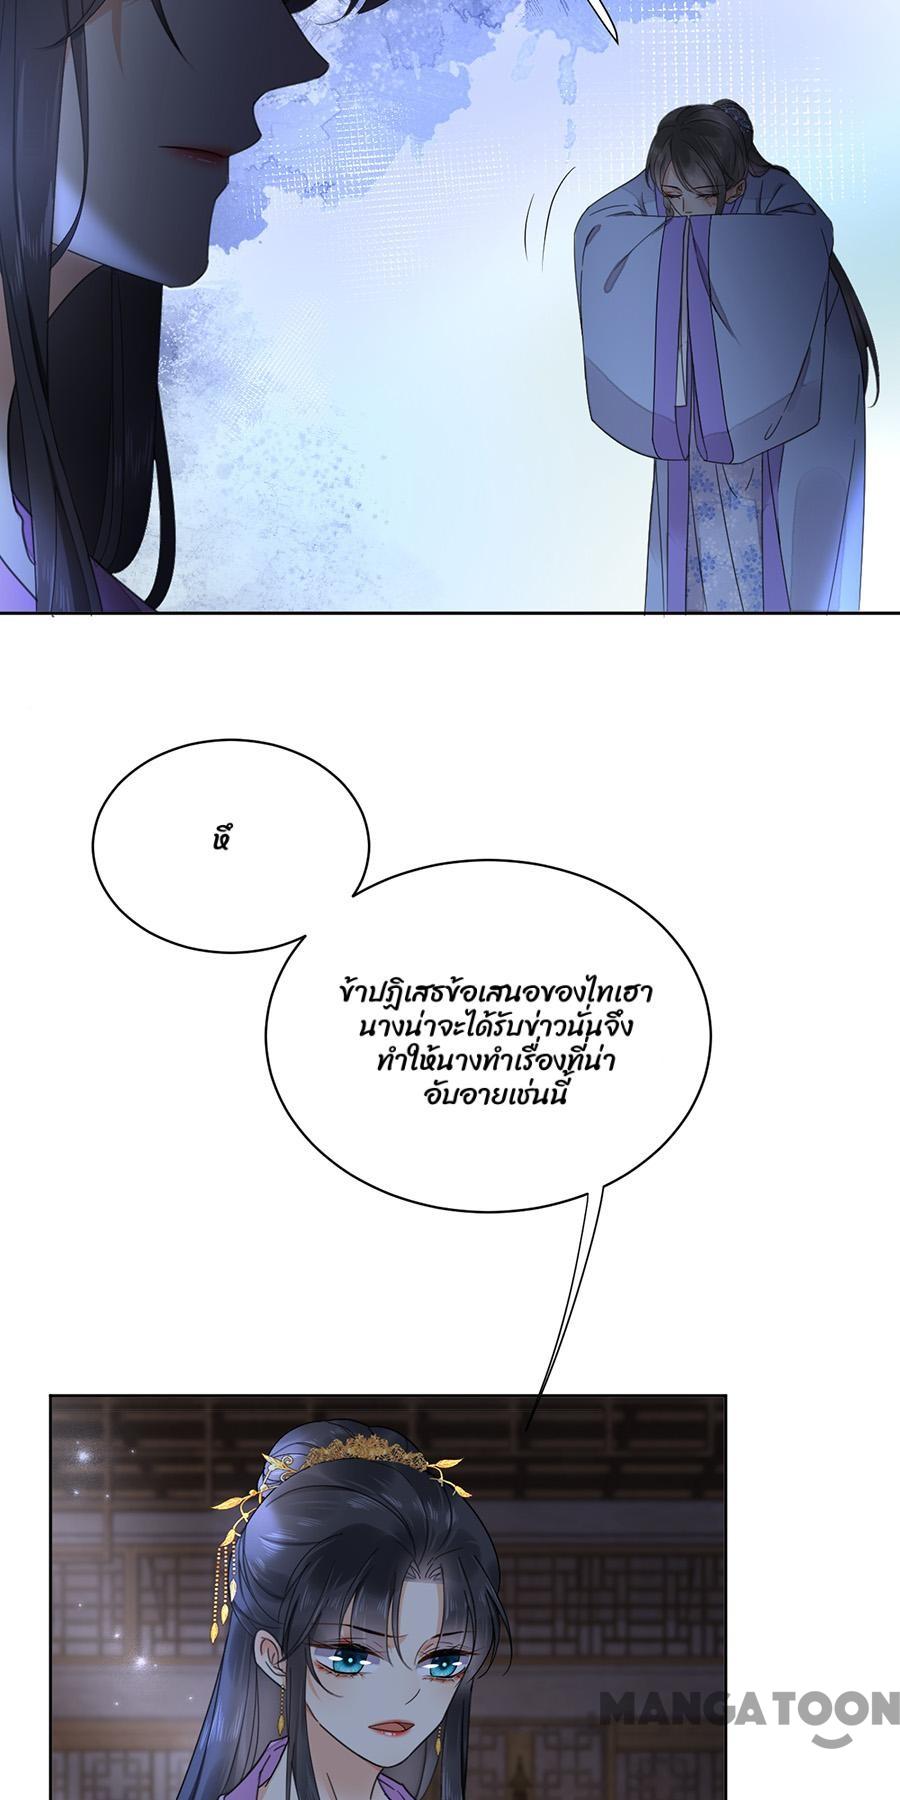 หึ
ข้าปฏิเสธข้อเสนอของไทเฮา
นางน่าจะได้รับข่าวนั่นจึง
ทำให้นางทำเรื่องที่น่า
อับอายเช่นนี้
MANGATOON